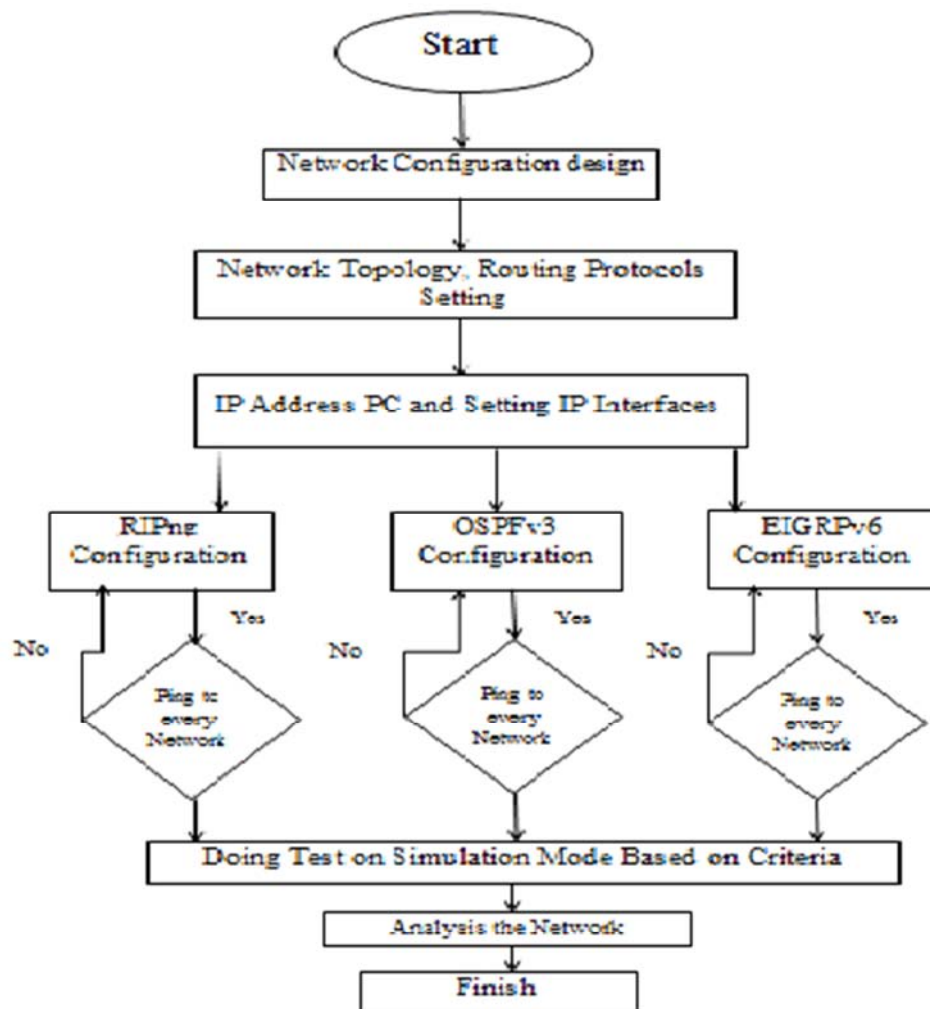 Start
Network Configuration design
Network Topology, Routing Protocols
Setting
IP Address PC and Setting IP Interfaces
RIPng
Configuration
OSPFv3
Configuration
EIGRPv6
Configuration
No
Yes
No
Yes
No
Yes
Ping to
every
Network
Ping to
every
Network
Ping to
every
Network
Doing Test on Simulation Mode Based on Criteria
Analysis the Network
Finish